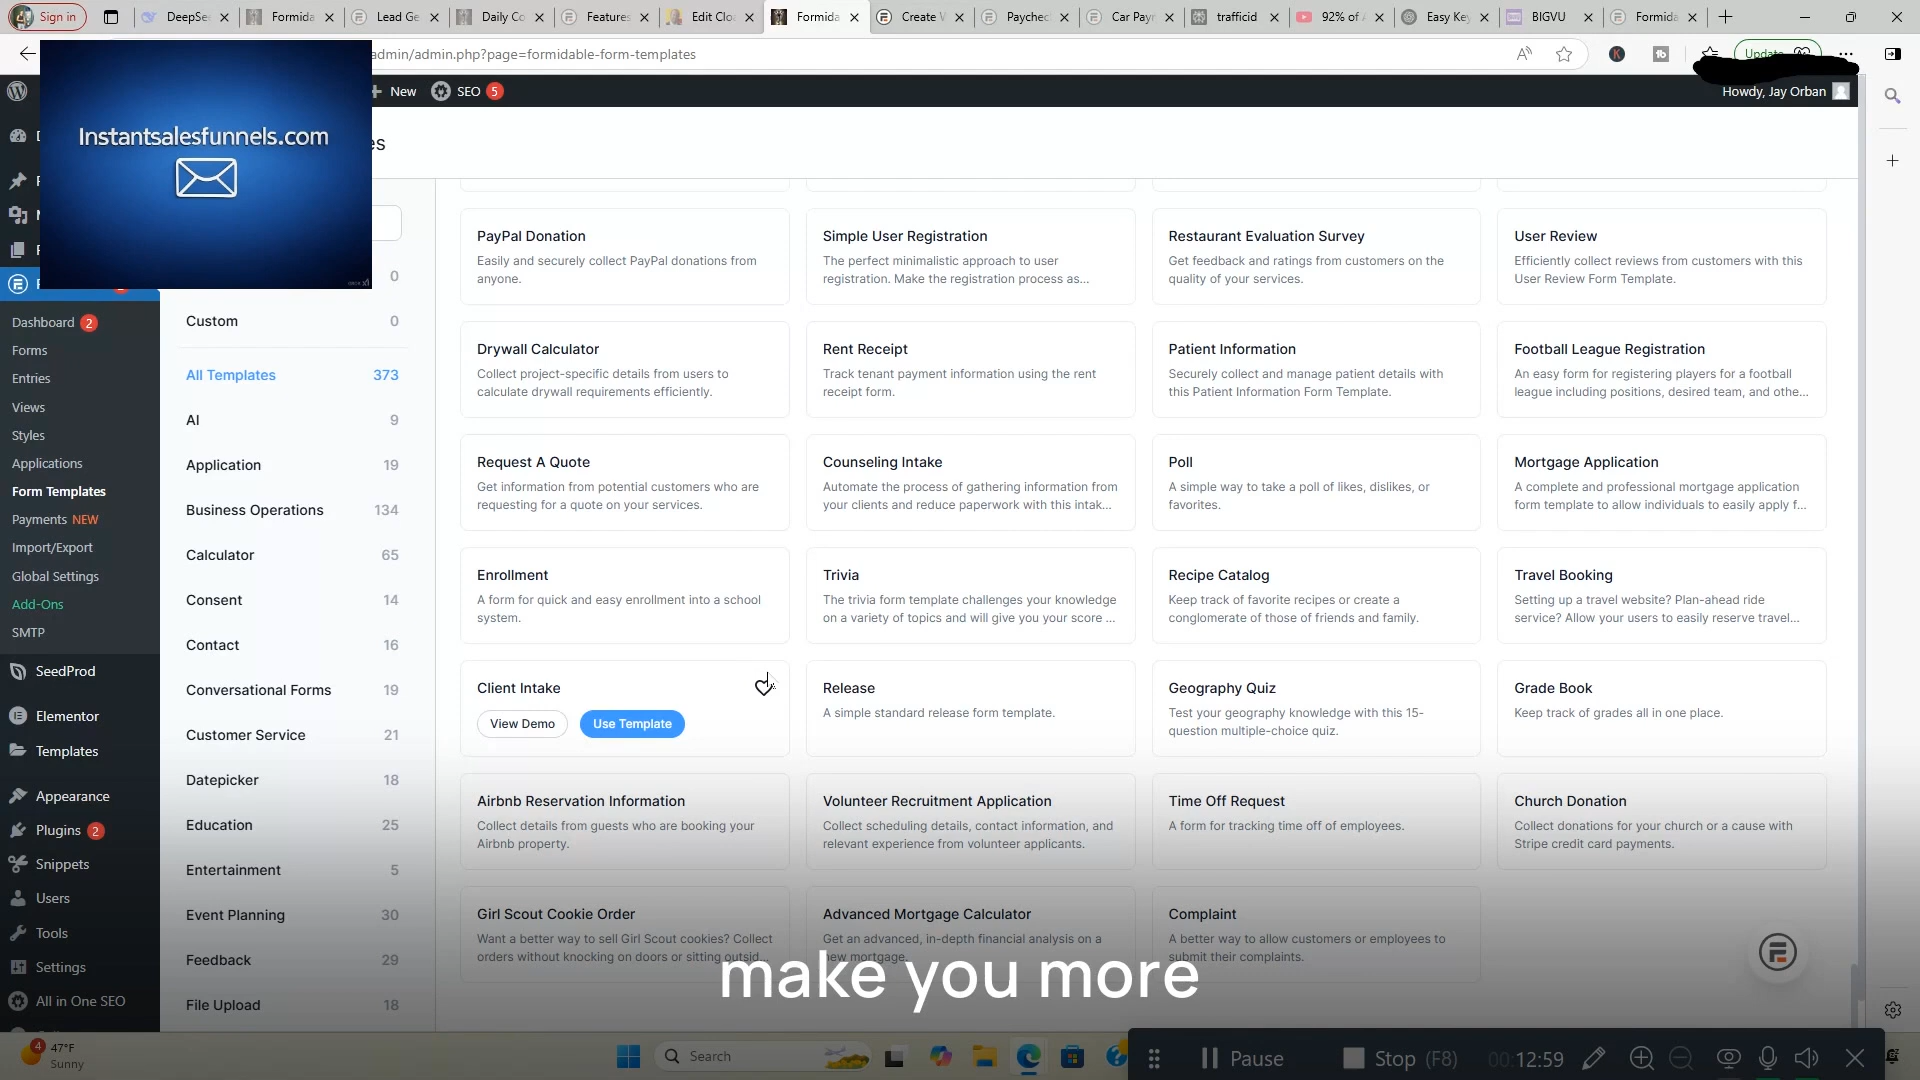 Sign in
DeepSe
Formida
Lead Ge
Daily Co
Features
Edit Clo
Formida
Create V
Paychec
Car Payr
trafficid
92% of
Easy Ke
BIGVU
Formida
admin/admin.php?page=formidable-form-templates
Update
New
SEO 5
Howdy, Jay Orban
Instantsalesfunnels.com
es
0
Custom 0
All Templates 373
AI 9
Application 19
Business Operations 134
Calculator 65
Consent 14
Contact 16
Conversational Forms 19
Customer Service 21
Datepicker 18
Education 25
Entertainment 5
Event Planning 30
Feedback 29
File Upload 18
Dashboard 2
Forms
Entries
Views
Styles
Applications
Form Templates
Payments NEW
Import/Export
Global Settings
Add-Ons
SMTP
SeedProd
Elementor
Templates
Appearance
Plugins 2
Snippets
Users
Tools
Settings
All in One SEO
PayPal Donation
Easily and securely collect PayPal donations from
anyone.
Simple User Registration
The perfect minimalistic approach to user
registration. Make the registration process as...
Restaurant Evaluation Survey
Get feedback and ratings from customers on the
quality of your services.
User Review
Efficiently collect reviews from customers with this
User Review Form Template.
Drywall Calculator
Collect project-specific details from users to
calculate drywall requirements efficiently.
Rent Receipt
Track tenant payment information using the rent
receipt form.
Patient Information
Securely collect and manage patient details with
this Patient Information Form Template.
Football League Registration
An easy form for registering players for a football
league including positions, desired team, and othe...
Request A Quote
Get information from potential customers who are
requesting for a quote on your services.
Counseling Intake
Automate the process of gathering information from
your clients and reduce paperwork with this intak...
Poll
A simple way to take a poll of likes, dislikes, or
favorites.
Mortgage Application
A complete and professional mortgage application
form template to allow individuals to easily apply f...
Enrollment
A form for quick and easy enrollment into a school
system.
Trivia
The trivia form template challenges your knowledge
on a variety of topics and will give you your score ...
Recipe Catalog
Keep track of favorite recipes or create a
conglomerate of those of friends and family.
Travel Booking
Setting up a travel website? Plan-ahead ride
service? Allow your users to easily reserve travel...
Client Intake
View Demo
Use Template
Release
A simple standard release form template.
Geography Quiz
Test your geography knowledge with this 15-
question multiple-choice quiz.
Grade Book
Keep track of grades all in one place.
Airbnb Reservation Information
Collect details from guests who are booking your
Airbnb property.
Volunteer Recruitment Application
Collect scheduling details, contact information, and
relevant experience from volunteer applicants.
Time Off Request
A form for tracking time off of employees.
Church Donation
Collect donations for your church or a cause with
Stripe credit card payments.
Girl Scout Cookie Order
Want a better way to sell Girl Scout cookies? Collect
orders without knocking on doors or sitting outsid...
Advanced Mortgage Calculator
Get an advanced, in-depth financial analysis on a
new mortgage.
Complaint
A better way to allow customers or employees to
submit their complaints.
make you more
4
47°F
Sunny
Search
Pause
Stop (F8)
00:12:59